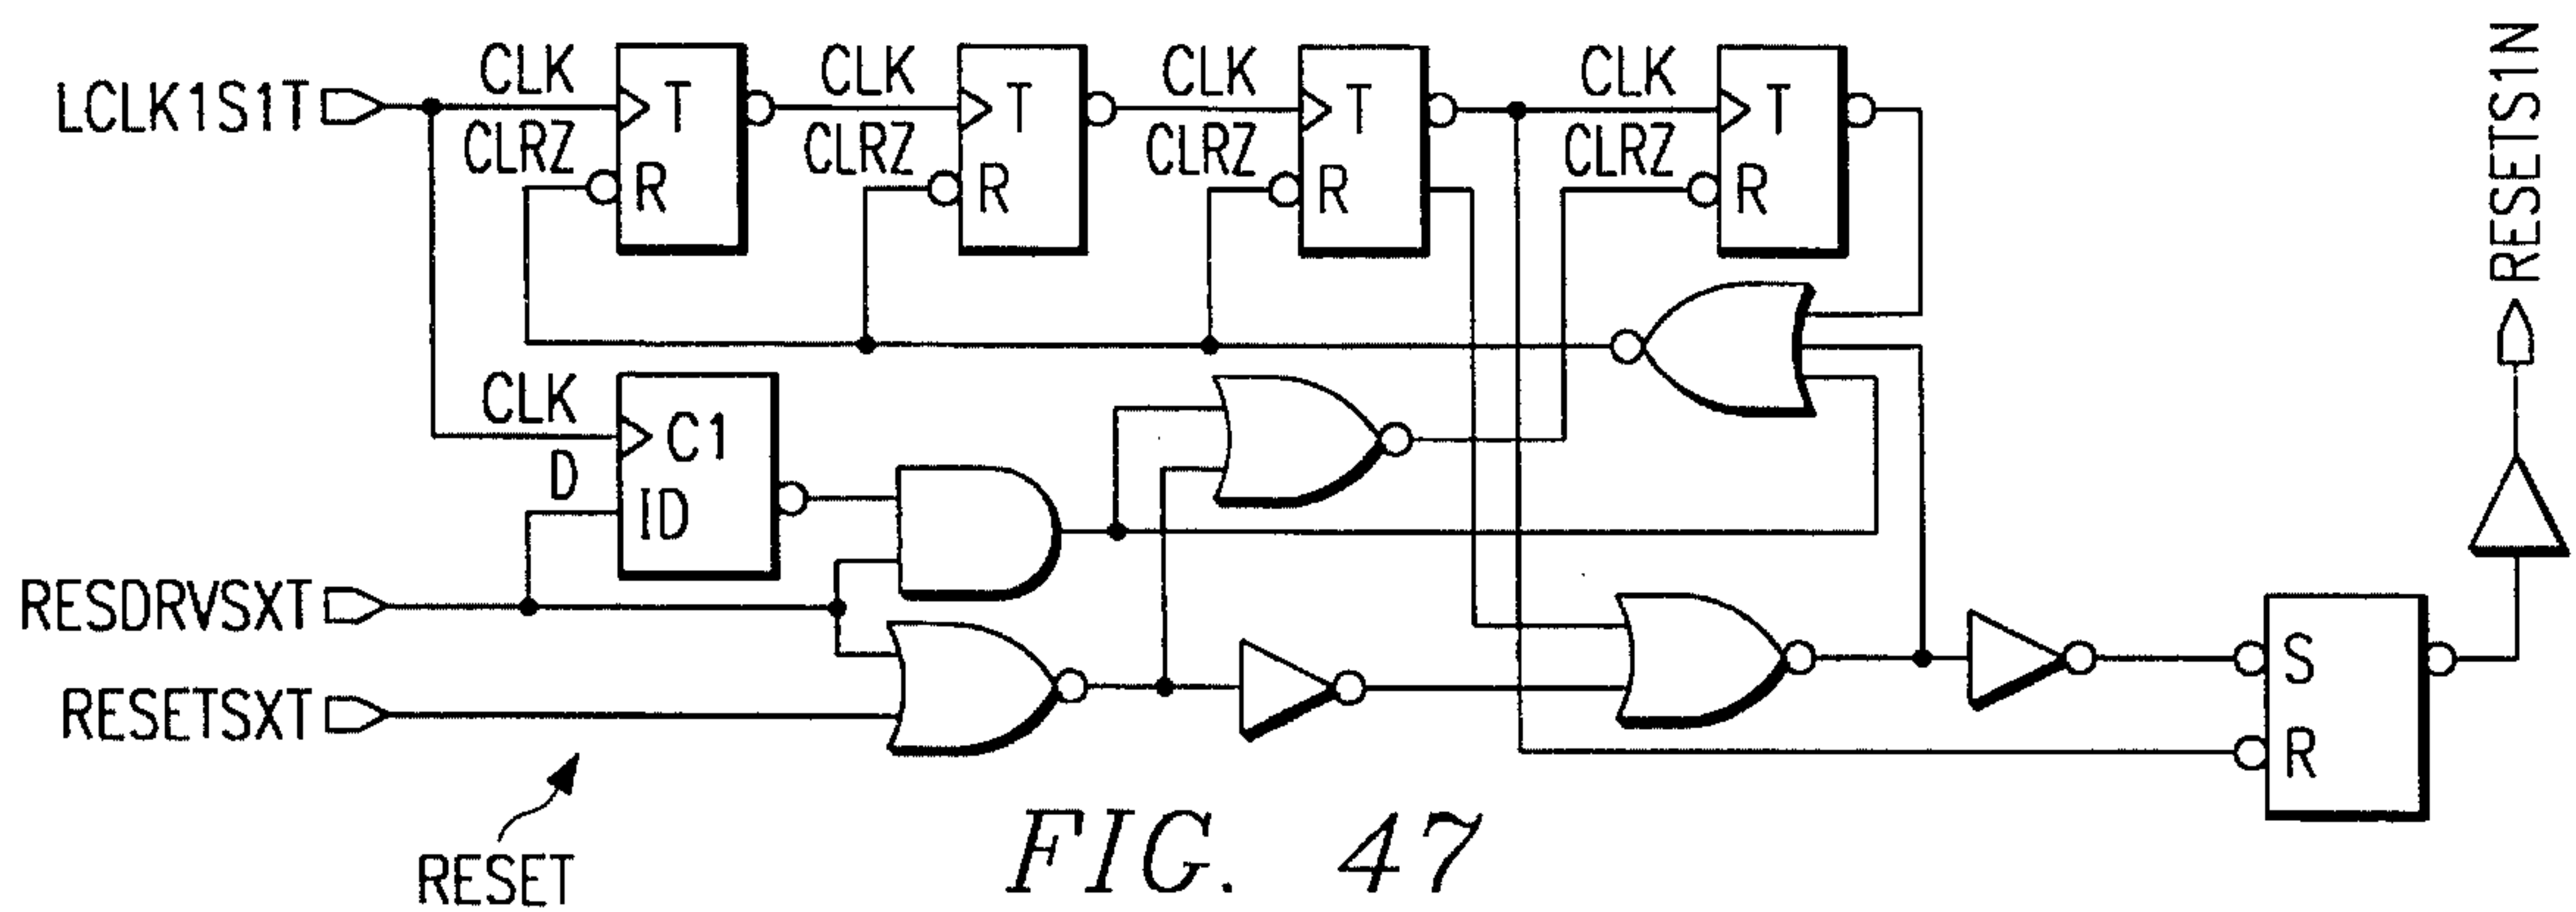 LCLK1S1T
CLK
T
CLRZ
R
CLK
T
CLRZ
R
CLK
T
CLRZ
R
CLK
T
CLRZ
R
RESETS1N
CLK
C1
D
ID
RESDRVSXT
RESETSXT
S
R
RESET
FIG. 47